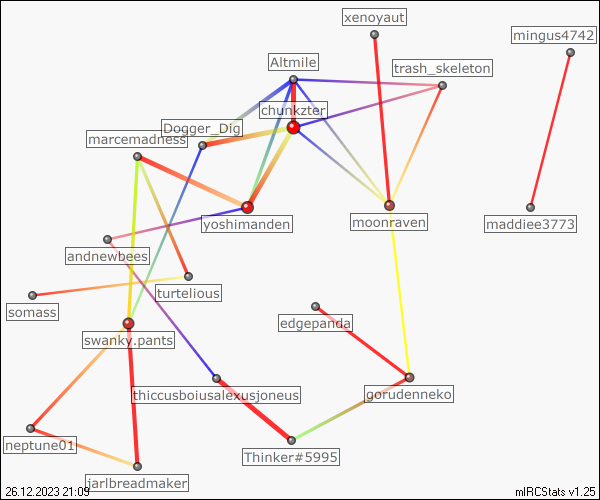 xenoyaut
mingus4742
Altmile
trash_skeleton
chunkzter
Dogger_Dig
marcemadness
yoshimanden
moonraven
maddiee3773
andnewbees
turtelious
somass
edgepanda
swanky.pants
thiccusboiusalexusjoneus
gorudenneko
neptune01
Thinker#5995
jarlbreadmaker
26.12.2023 21:09
mIRCStats v1.25